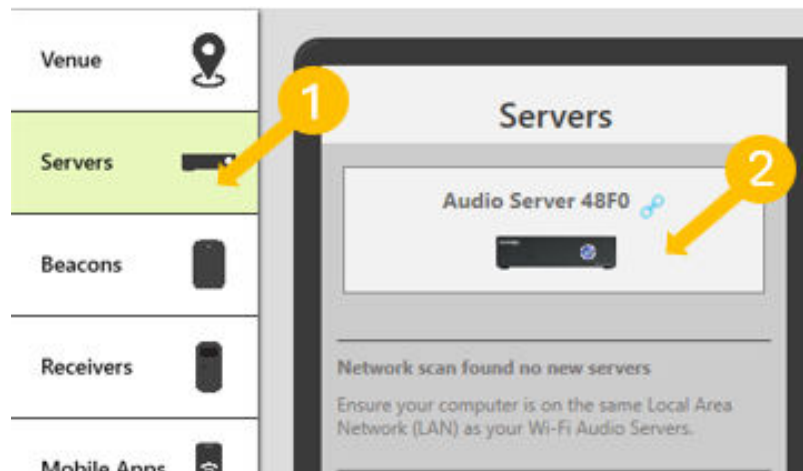 Venue
1
Servers
Servers
2
Audio Server 48F0
Beacons
Receivers
Network scan found no new servers
Ensure your computer is on the same Local Area
Network (LAN) as your Wi-Fi Audio Servers.
Mobile Apps